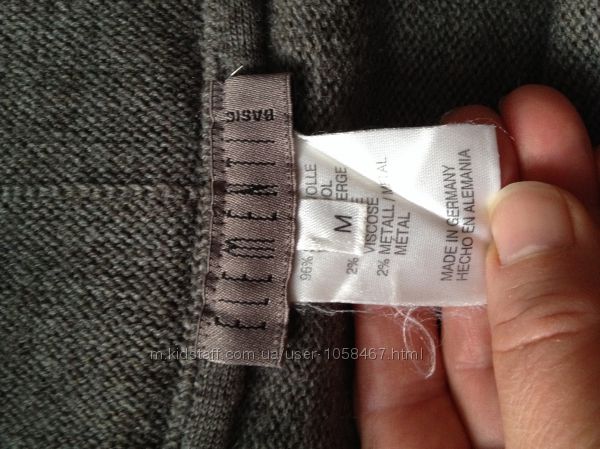 ELEMENTI
BASIC
96%
2%
VISCOSE
2% METALL /
METAL
M
MADE IN GERMANY
HECHO EN ALEMANIA
m.kidstaff.com.ua/user-1058467.html